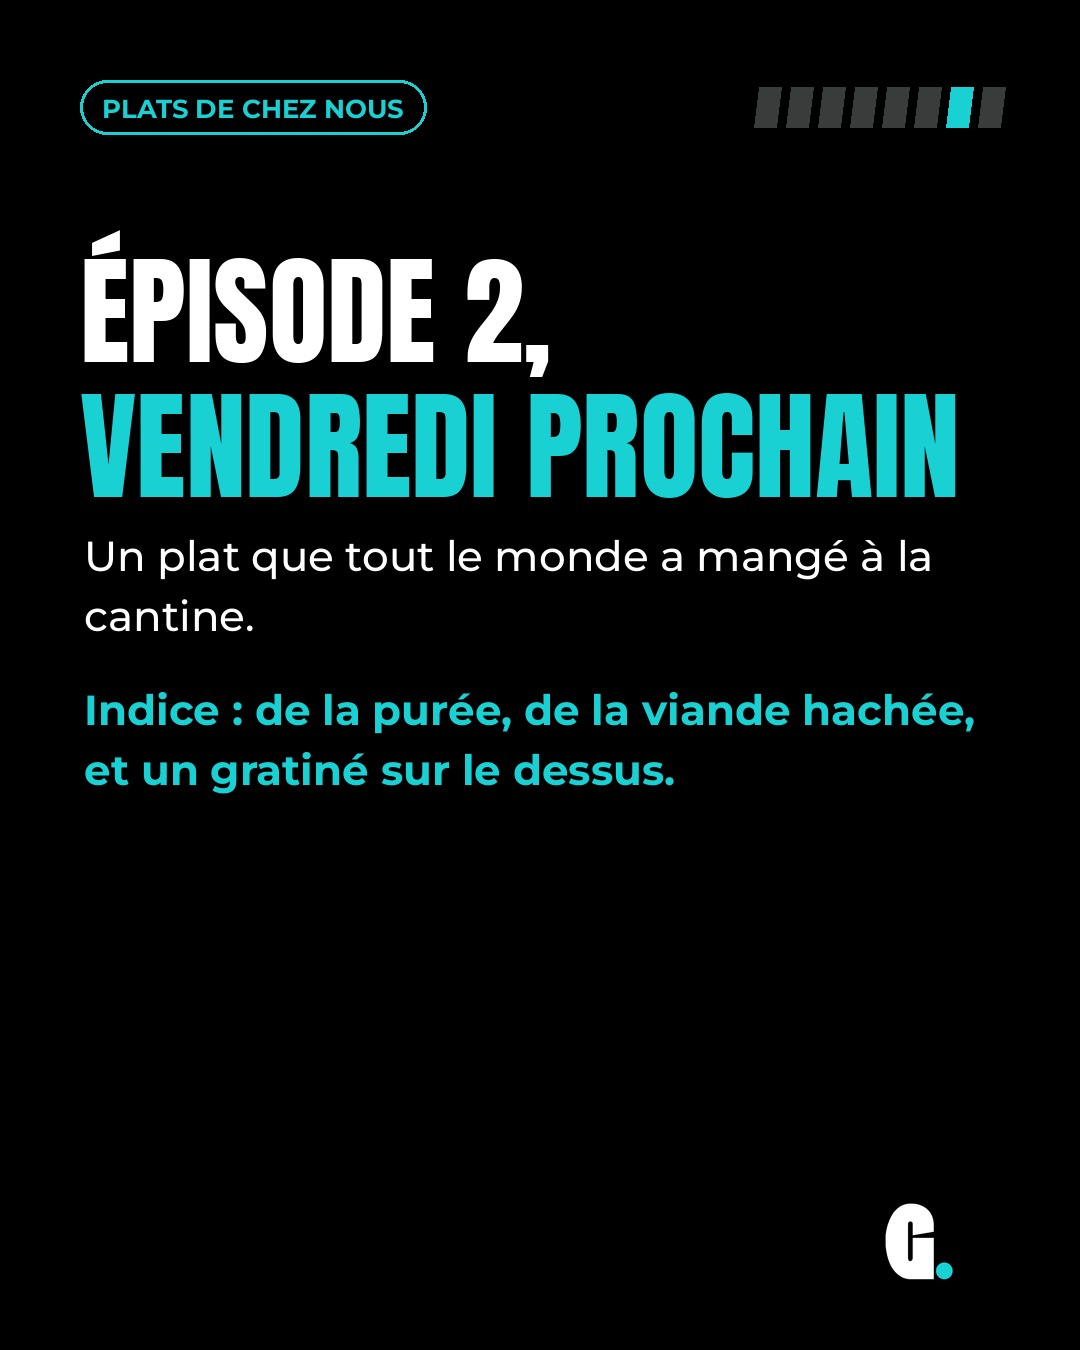 PLATS DE CHEZ NOUS
ÉPISODE 2,
VENDREDI PROCHAIN
Un plat que tout le monde a mangé à la
cantine.
Indice : de la purée, de la viande hachée,
et un gratiné sur le dessus.
G.